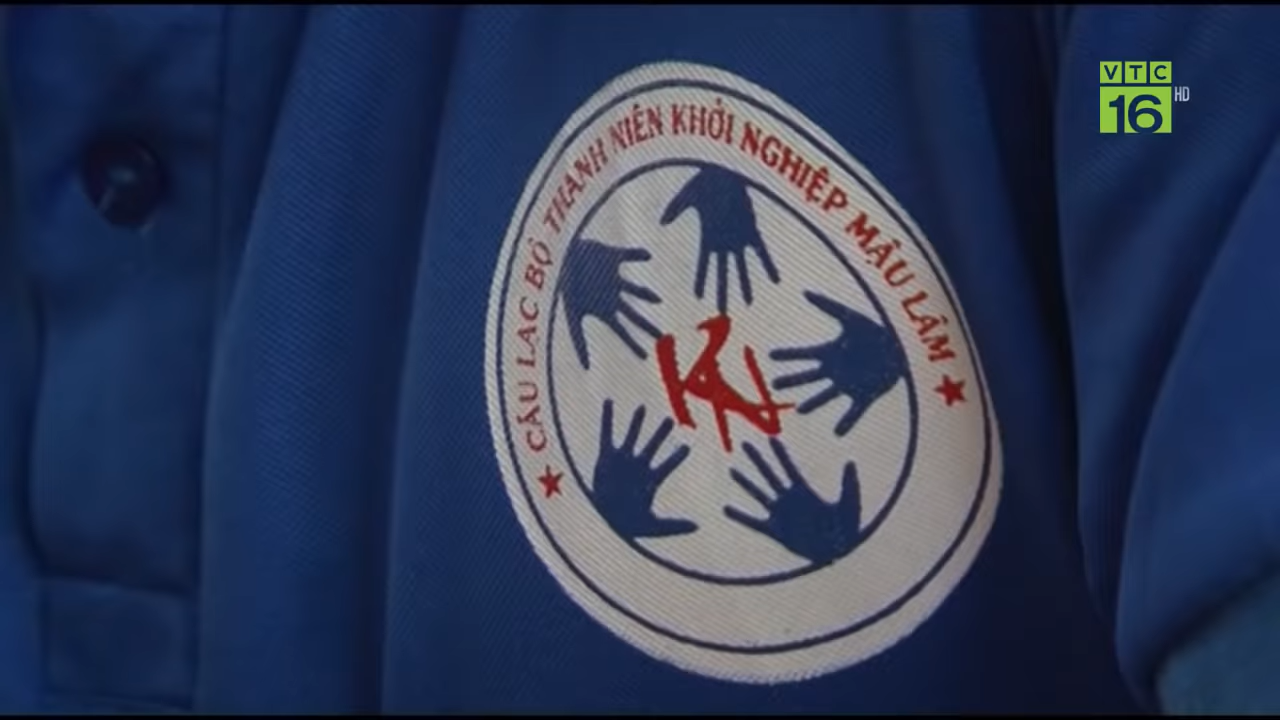 VTC
16 HD
CÂU LẠC BỘ THANH NIÊN KHỞI NGHIỆP MẬU LÂM
KN